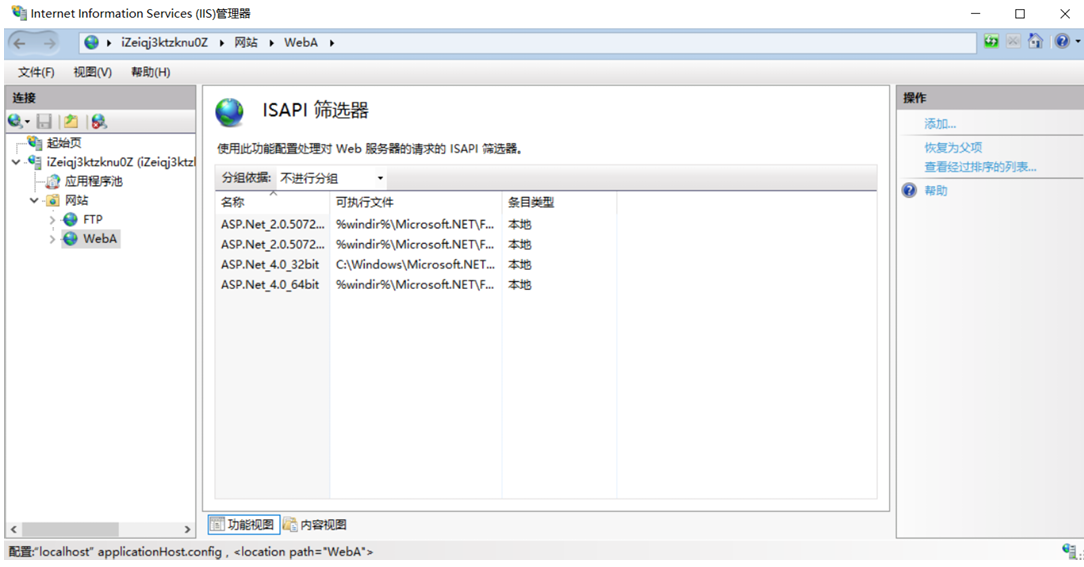 Internet Information Services (IIS)管理器
iZeiqj3ktzknu0Z 网站 WebA
文件(F) 视图(V) 帮助(H)
连接
起始页
iZeiqj3ktzknu0Z (iZeiqj3ktzl
应用程序池
网站
FTP
WebA
ISAPI 筛选器
使用此功能配置处理对 Web 服务器的请求的 ISAPI 筛选器。
分组依据: 不进行分组
名称 可执行文件 条目类型
ASP.Net_2.0.5072... %windir%\Microsoft.NET\F... 本地
ASP.Net_2.0.5072... %windir%\Microsoft.NET\F... 本地
ASP.Net_4.0_32bit C:\Windows\Microsoft.NET... 本地
ASP.Net_4.0_64bit %windir%\Microsoft.NET\F... 本地
功能视图 内容视图
操作
添加...
恢复为父项
查看经过排序的列表...
帮助
配置:"localhost" applicationHost.config , <location path="WebA">